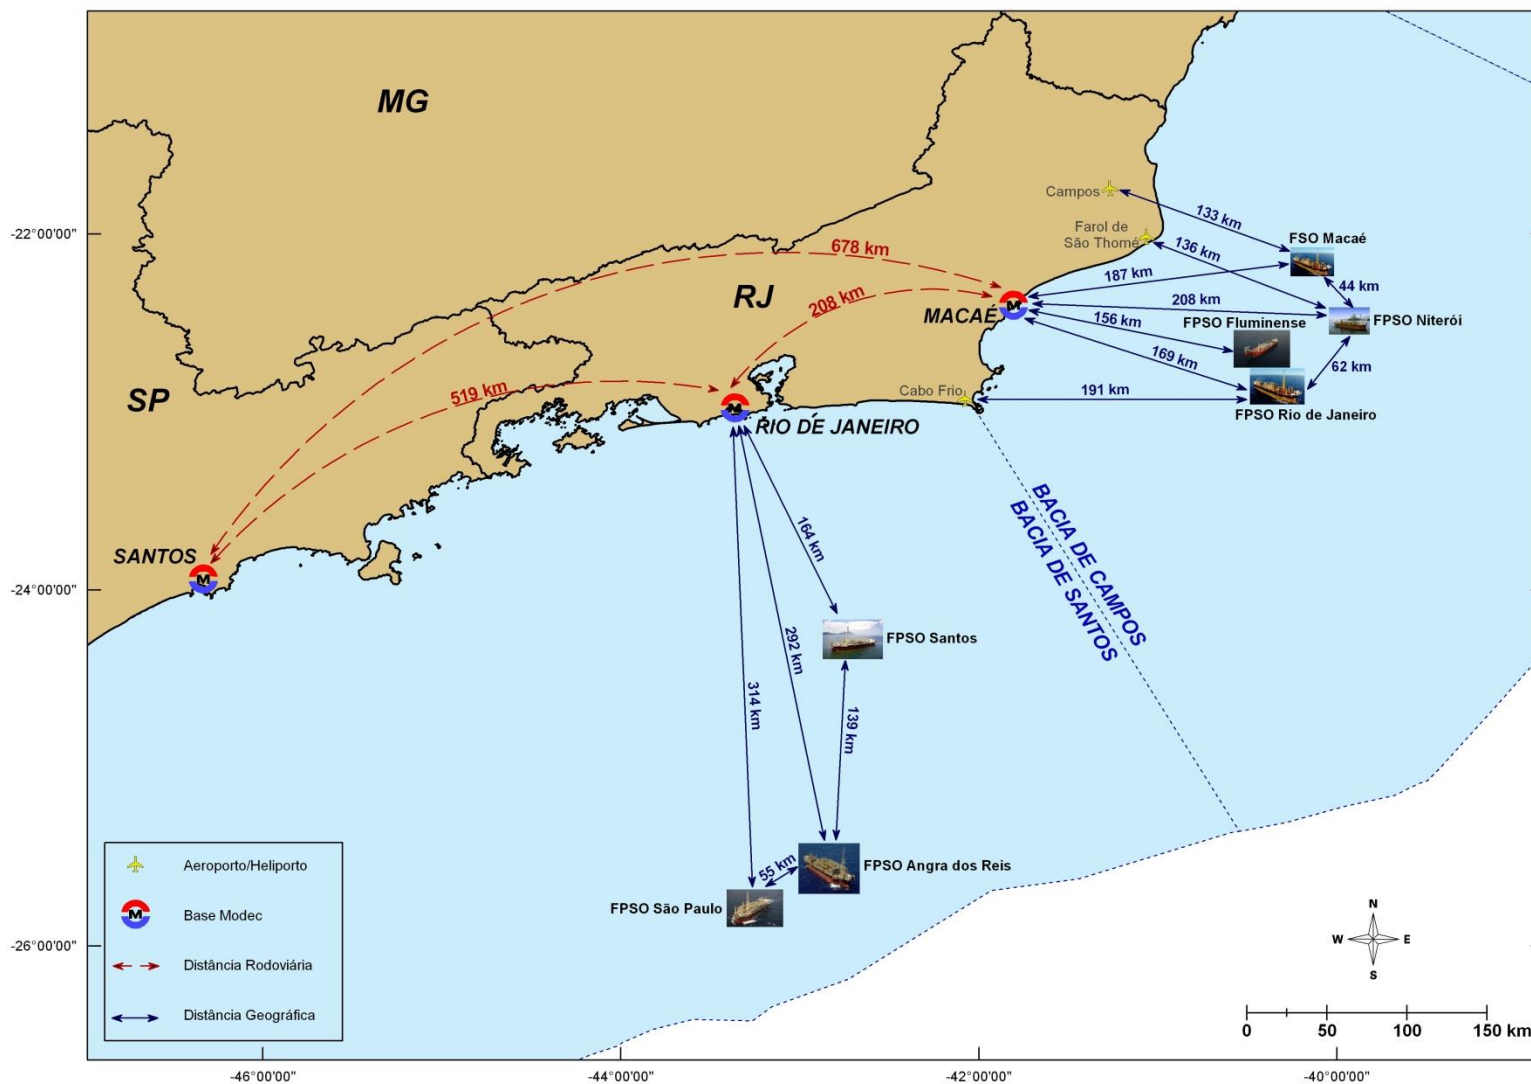 MG
Campos
133 km
Farol de
São Thomé
136 km
FSO Macaé
-22°00'00"
678 km
187 km
44 km
RJ
208 km
MACAÉ
M
208 km
156 km
FPSO Fluminense
FPSO Niterói
169 km
62 km
SP
519 km
Cabo Frio
191 km
FPSO Rio de Janeiro
M
RIO DE JANEIRO
BACIA DE CAMPOS
BACIA DE SANTOS
164 km
SANTOS
M
-24°00'00"
FPSO Santos
292 km
314 km
139 km
55 km
FPSO Angra dos Reis
FPSO São Paulo
Aeroporto/Heliporto
M
Base Modec
Distância Rodoviária
Distância Geográfica
-26°00'00"
N
W
E
S
0 50 100 150 km
-46°00'00"
-44°00'00"
-42°00'00"
-40°00'00"